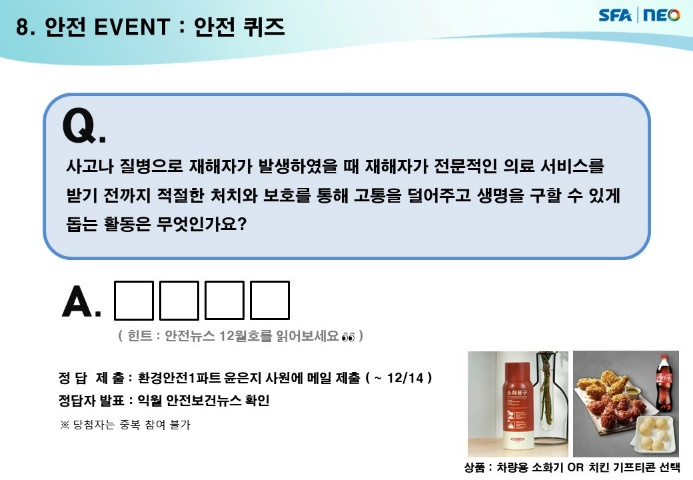 8. 안전 EVENT : 안전 퀴즈
SFA | NEO
Q.
사고나 질병으로 재해자가 발생하였을 때 재해자가 전문적인 의료 서비스를
받기 전까지 적절한 처치와 보호를 통해 고통을 덜어주고 생명을 구할 수 있게
돕는 활동은 무엇인가요?
A.
( 힌트 : 안전뉴스 12월호를 읽어보세요👀 )
정 답 제 출 : 환경안전1파트 윤은지 사원에 메일 제출 ( ~ 12/14 )
정답자 발표 : 익월 안전보건뉴스 확인
※ 당첨자는 중복 참여 불가
소화용구
상품 : 차량용 소화기 OR 치킨 기프티콘 선택